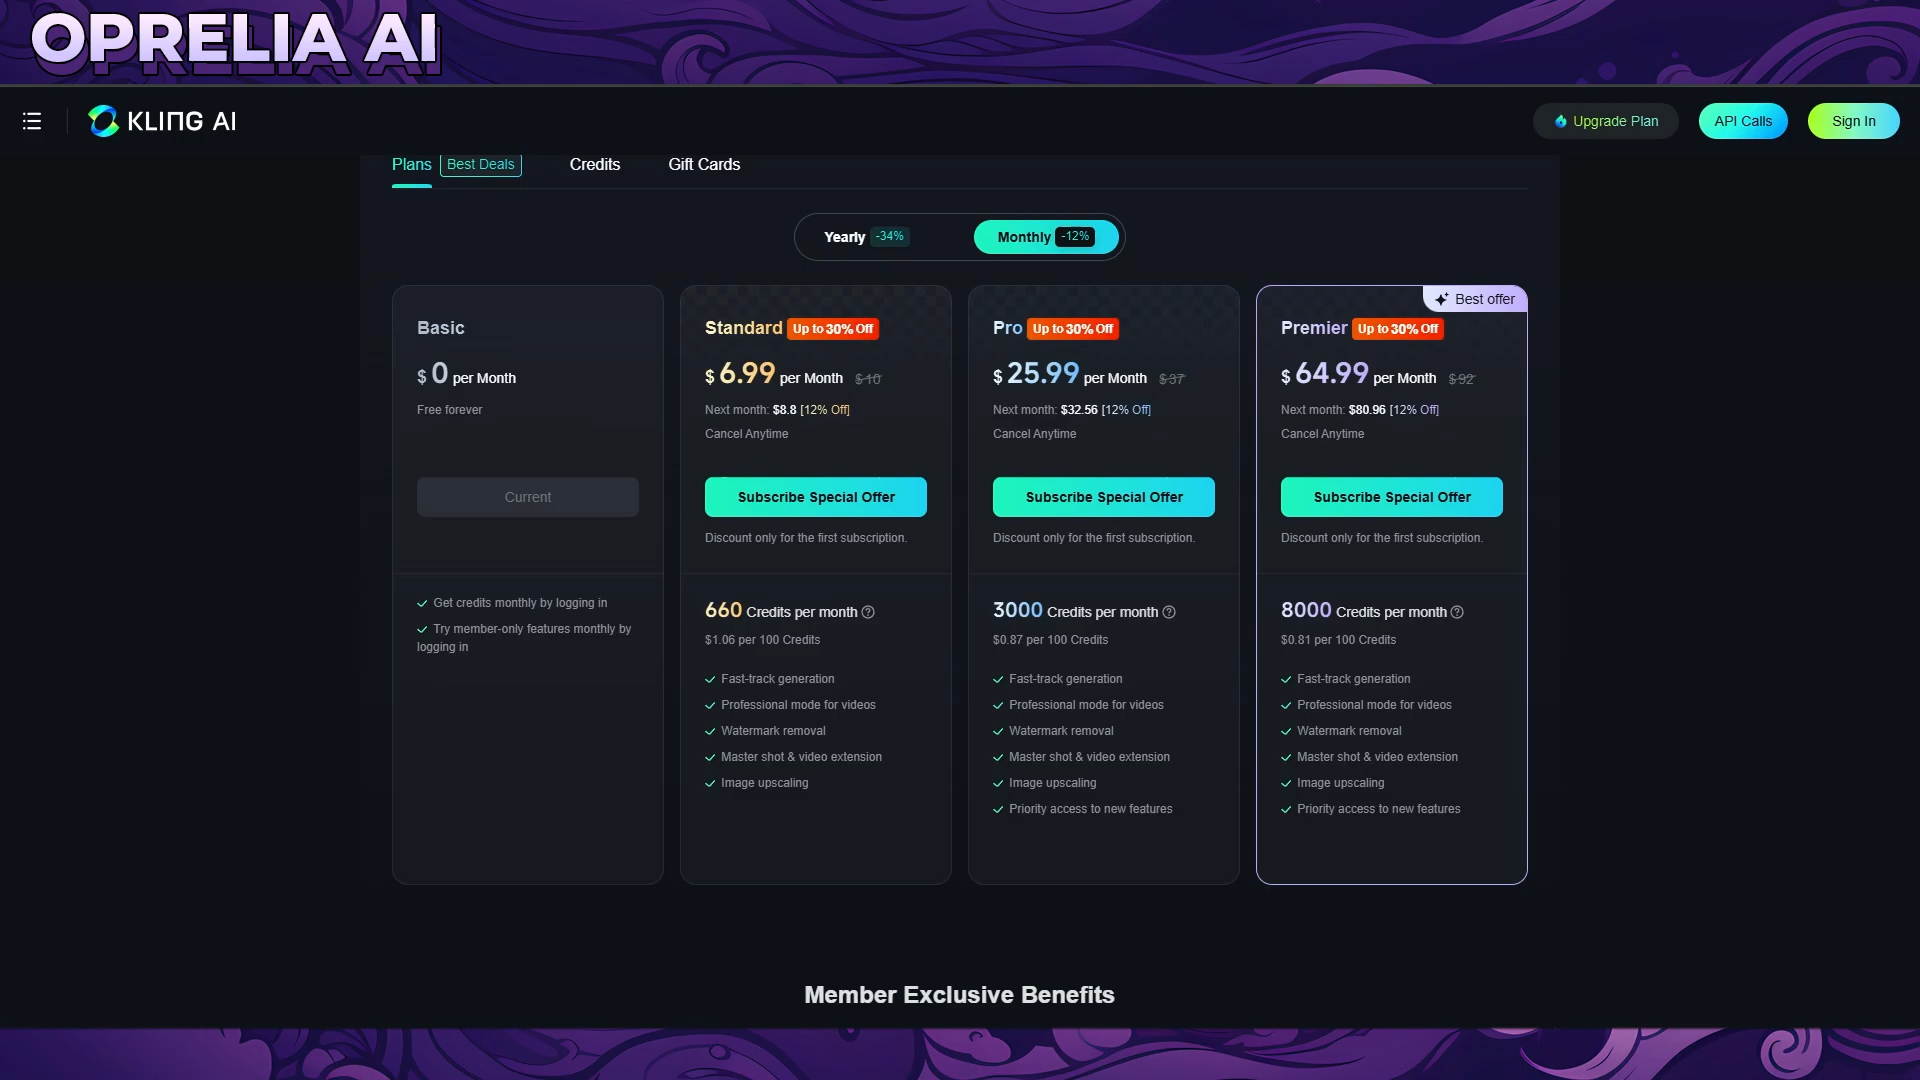 OPRELIA AI
KLING AI
Upgrade Plan
API Calls
Sign In
Plans Best Deals Credits Gift Cards
Yearly -34% Monthly -12%
Basic
$ 0 per Month
Free forever
Current
Get credits monthly by logging in
Try member-only features monthly by
logging in
Standard Up to 30% Off
$ 6.99 per Month $ 10
Next month: $8.8 [12% Off]
Cancel Anytime
Subscribe Special Offer
Discount only for the first subscription.
660 Credits per month
$1.06 per 100 Credits
Fast-track generation
Professional mode for videos
Watermark removal
Master shot & video extension
Image upscaling
Pro Up to 30% Off
$ 25.99 per Month $ 37
Next month: $32.56 [12% Off]
Cancel Anytime
Subscribe Special Offer
Discount only for the first subscription.
3000 Credits per month
$0.87 per 100 Credits
Fast-track generation
Professional mode for videos
Watermark removal
Master shot & video extension
Image upscaling
Priority access to new features
Best offer
Premier Up to 30% Off
$ 64.99 per Month $ 92
Next month: $80.96 [12% Off]
Cancel Anytime
Subscribe Special Offer
Discount only for the first subscription.
8000 Credits per month
$0.81 per 100 Credits
Fast-track generation
Professional mode for videos
Watermark removal
Master shot & video extension
Image upscaling
Priority access to new features
Member Exclusive Benefits